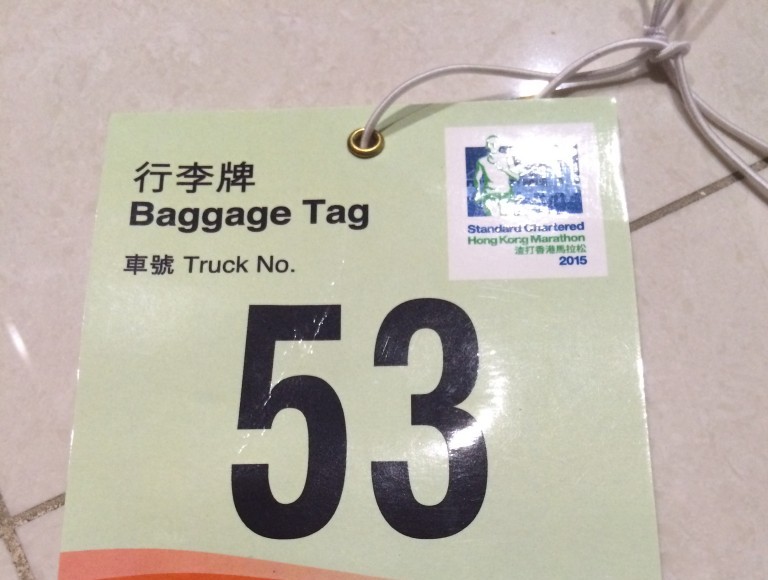 行李牌
Baggage Tag
車號 Truck No.
53
Standard Chartered
Hong Kong Marathon
渣打香港馬拉松
2015